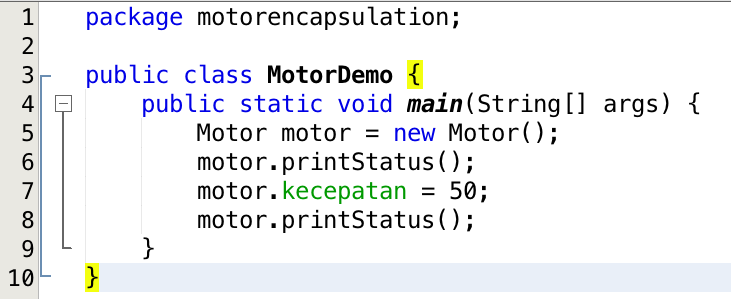 1 package motorencapsulation;
2
3 public class MotorDemo {
4 public static void main(String[] args) {
5 Motor motor = new Motor();
6 motor.printStatus();
7 motor.kecepatan = 50;
8 motor.printStatus();
9 }
10 }